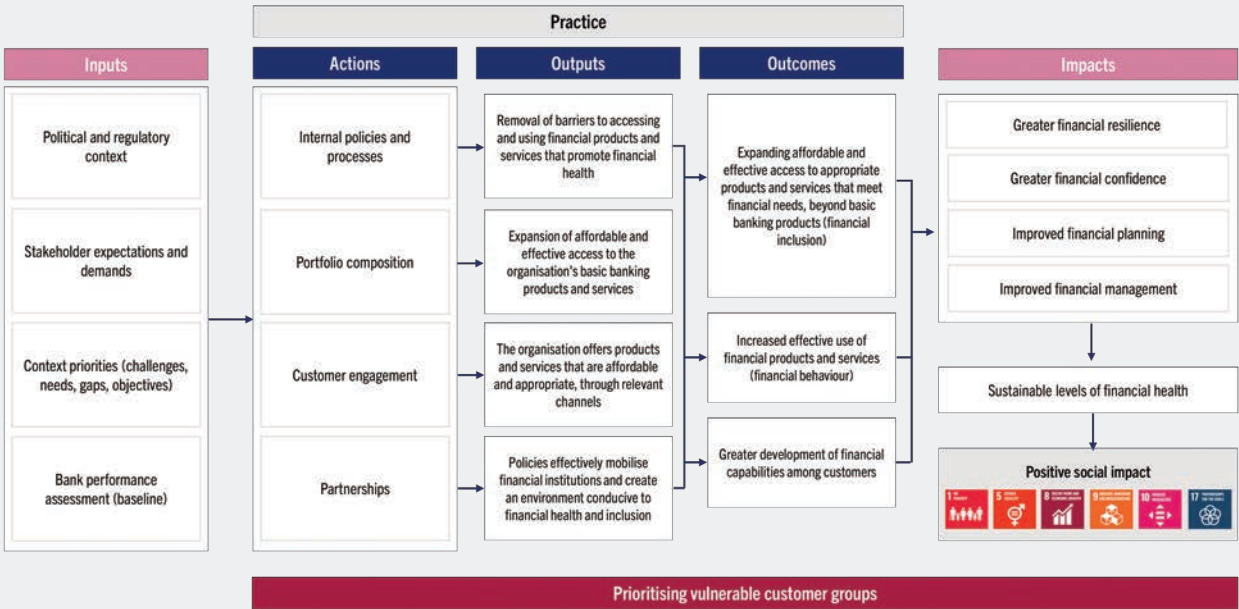 Practice
Inputs
Actions
Outputs
Outcomes
Impacts
Political and regulatory
context
Stakeholder expectations and
demands
Context priorities (challenges,
needs, gaps, objectives)
Bank performance
assessment (baseline)
Internal policies and
processes
Portfolio composition
Customer engagement
Partnerships
Removal of barriers to accessing
and using financial products and
services that promote financial
health
Expansion of affordable and
effective access to the
organisation's basic banking
products and services
The organisation offers products
and services that are affordable
and appropriate, through relevant
channels
Policies effectively mobilise
financial institutions and create
an environment conducive to
financial health and inclusion
Expanding affordable and
effective access to appropriate
products and services that meet
financial needs, beyond basic
banking products (financial
inclusion)
Increased effective use of
financial products and services
(financial behaviour)
Greater development of financial
capabilities among customers
Greater financial resilience
Greater financial confidence
Improved financial planning
Improved financial management
Sustainable levels of financial health
Positive social impact
1
5
8
9
10
17
Prioritising vulnerable customer groups